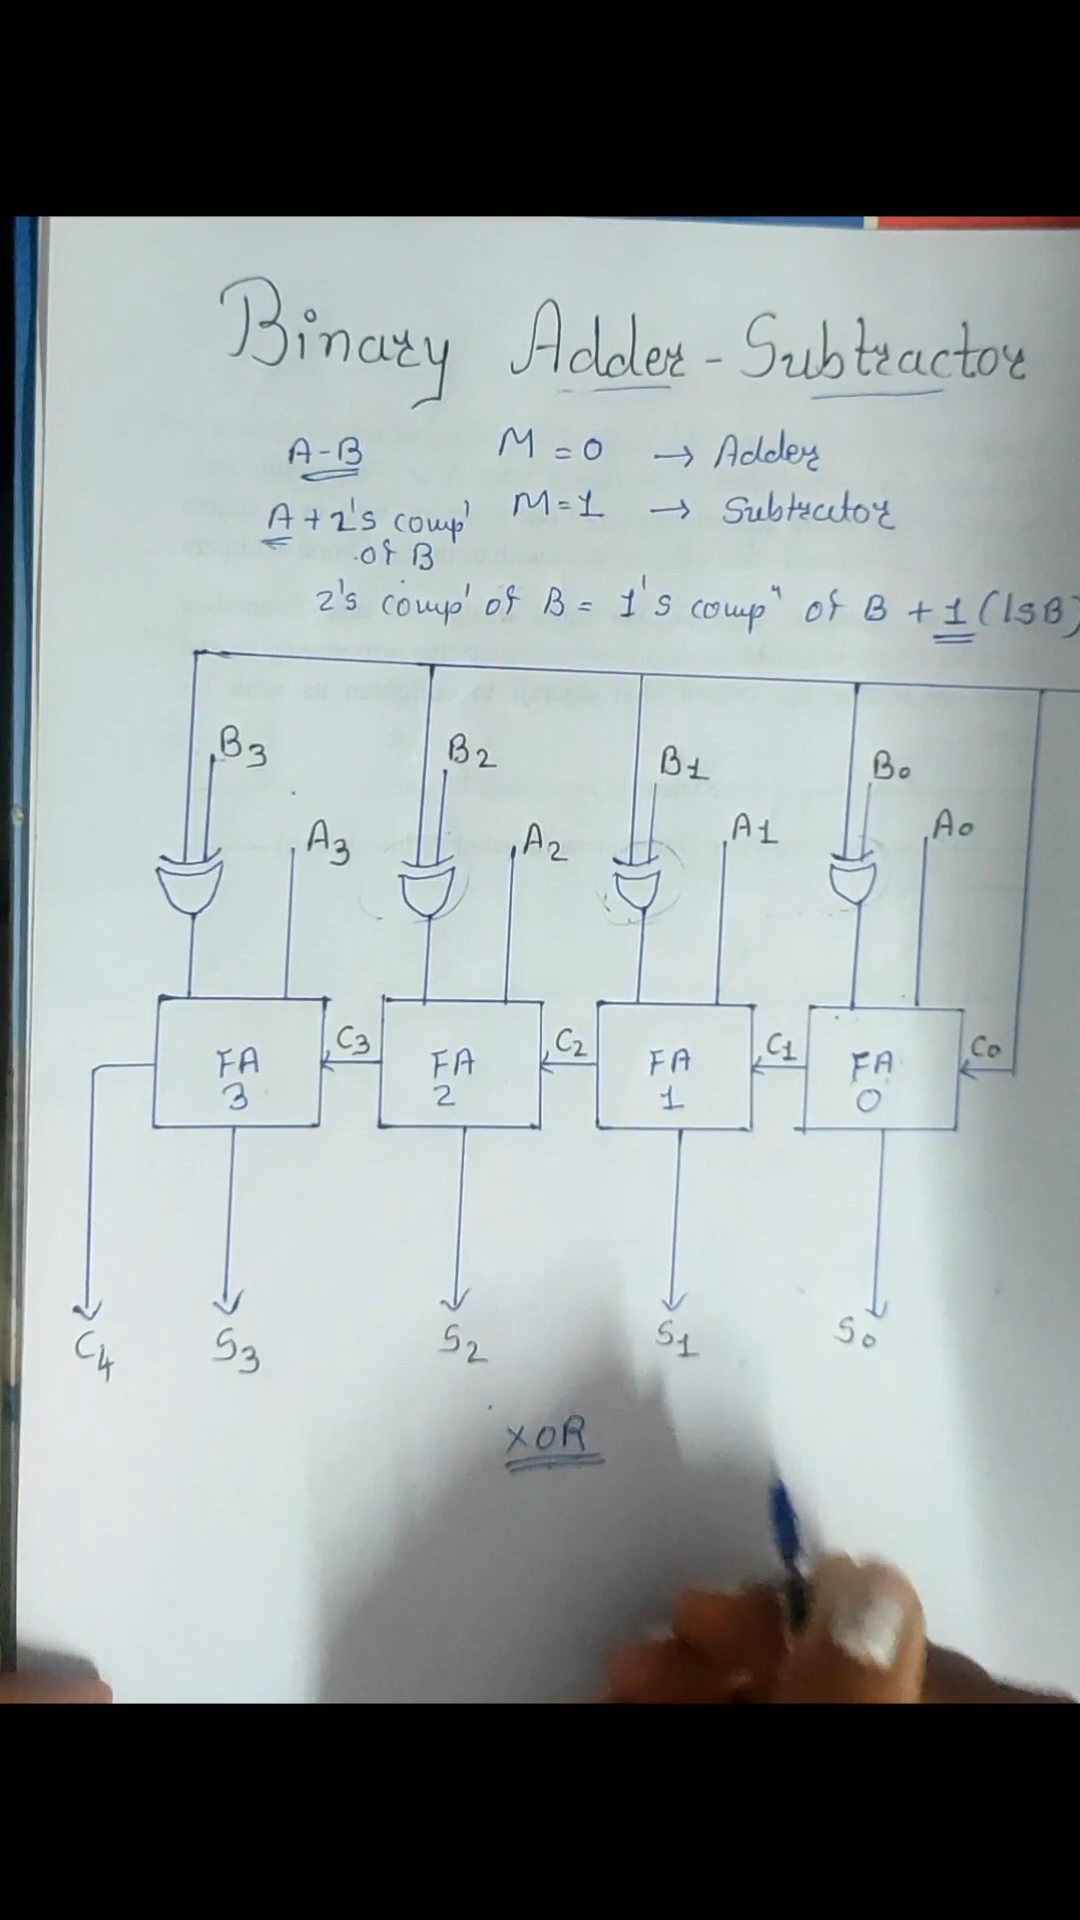 Binary Adder-Subtractor
A-B M=0 → Adder
A+2's comp' M=1 → Subtrator
of B
2's comp' of B = 1's comp" of B + 1 (lSB)
B3 B2 B1 B0
A3 A2 A1 A0
FA 3 C3 FA 2 C2 FA 1 C1 FA 0 C0
C4 S3 S2 S1 S0
XOR